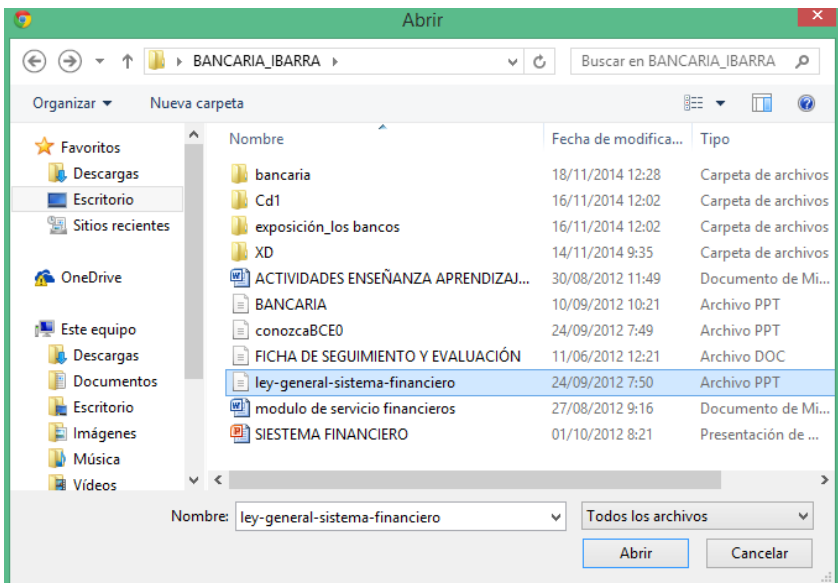 Abrir
BANCARIA_IBARRA
Buscar en BANCARIA_IBARRA
Organizar
Nueva carpeta
Favoritos
Descargas
Escritorio
Sitios recientes
OneDrive
Este equipo
Descargas
Documentos
Escritorio
Imágenes
Música
Vídeos
Nombre Fecha de modifica... Tipo
bancaria 18/11/2014 12:28 Carpeta de archivos
Cd1 16/11/2014 12:02 Carpeta de archivos
exposición_los bancos 16/11/2014 12:02 Carpeta de archivos
XD 14/11/2014 9:35 Carpeta de archivos
ACTIVIDADES ENSEÑANZA APRENDIZAJ... 30/08/2012 11:49 Documento de Mi...
BANCARIA 10/09/2012 10:21 Archivo PPT
conozcaBCE0 24/09/2012 7:49 Archivo PPT
FICHA DE SEGUIMIENTO Y EVALUACIÓN 11/06/2012 12:21 Archivo DOC
ley-general-sistema-financiero 24/09/2012 7:50 Archivo PPT
modulo de servicio financieros 27/08/2012 9:16 Documento de Mi...
SIESTEMA FINANCIERO 01/10/2012 8:21 Presentación de ...
Nombre: ley-general-sistema-financiero
Todos los archivos
Abrir
Cancelar